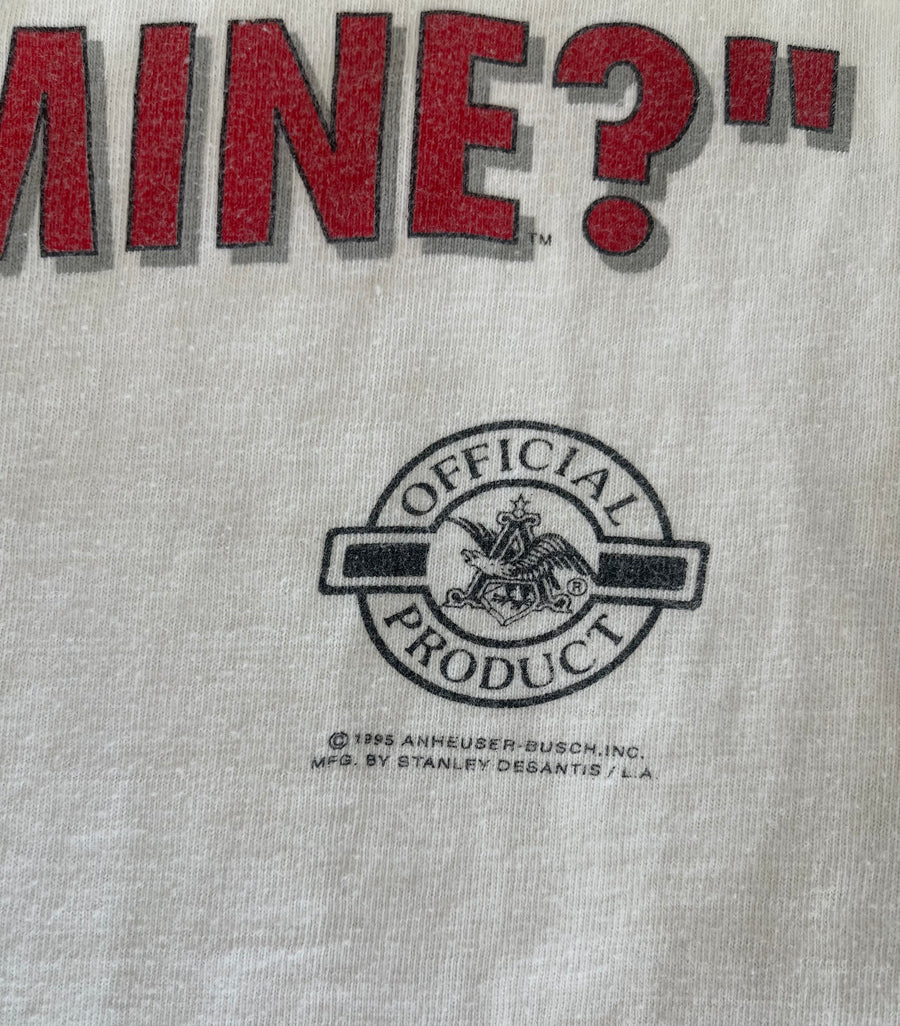 MINE?"
TM
OFFICIAL
®
PRODUCT
© 1995 ANHEUSER-BUSCH, INC.
MFG. BY STANLEY DESANTIS / L.A.